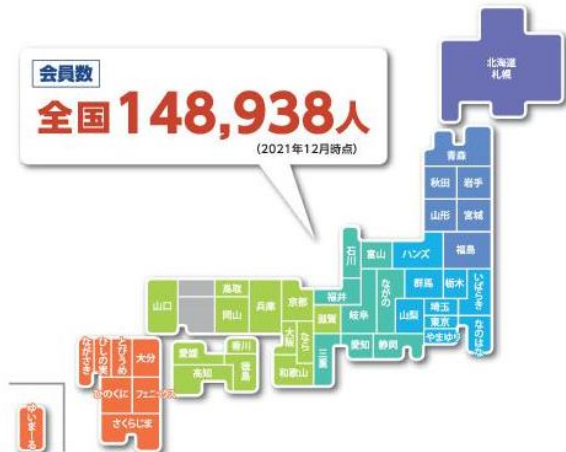 会員数
全国148,938人
(2021年12月時点)
北海道
札幌
青森
秋田
岩手
山形
宮城
福島
石川
富山
ハンズ
群馬
栃木
いばらき
福井
岐阜
ながの
山梨
埼玉
東京
やまゆり
なのはな
愛知
静岡
三重
滋賀
京都
兵庫
大阪
なら
和歌山
鳥取
岡山
山口
愛媛
香川
高知
徳島
ながさき
ひしの実
とびうめ
大分
ひのくに
フェニックス
さくらじま
ゆいまーる